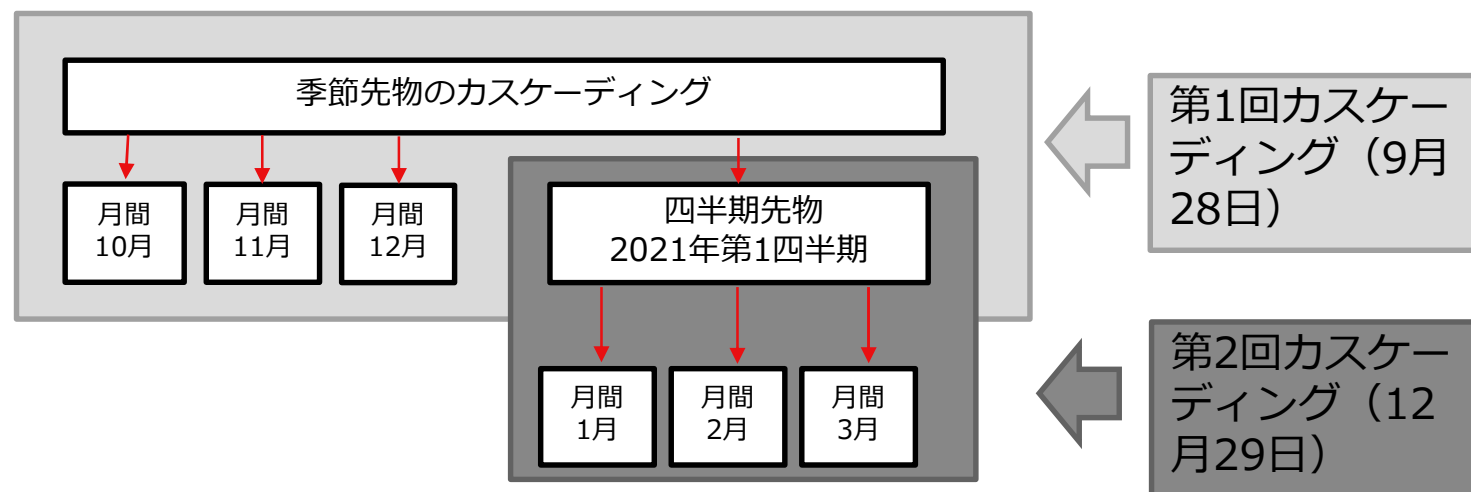 季節先物のカスケーディング
月間
10月
月間
11月
月間
12月
四半期先物
2021年第1四半期
月間
1月
月間
2月
月間
3月
第1回カスケー
ディング（9月
28日）
第2回カスケー
ディング（12
月29日）